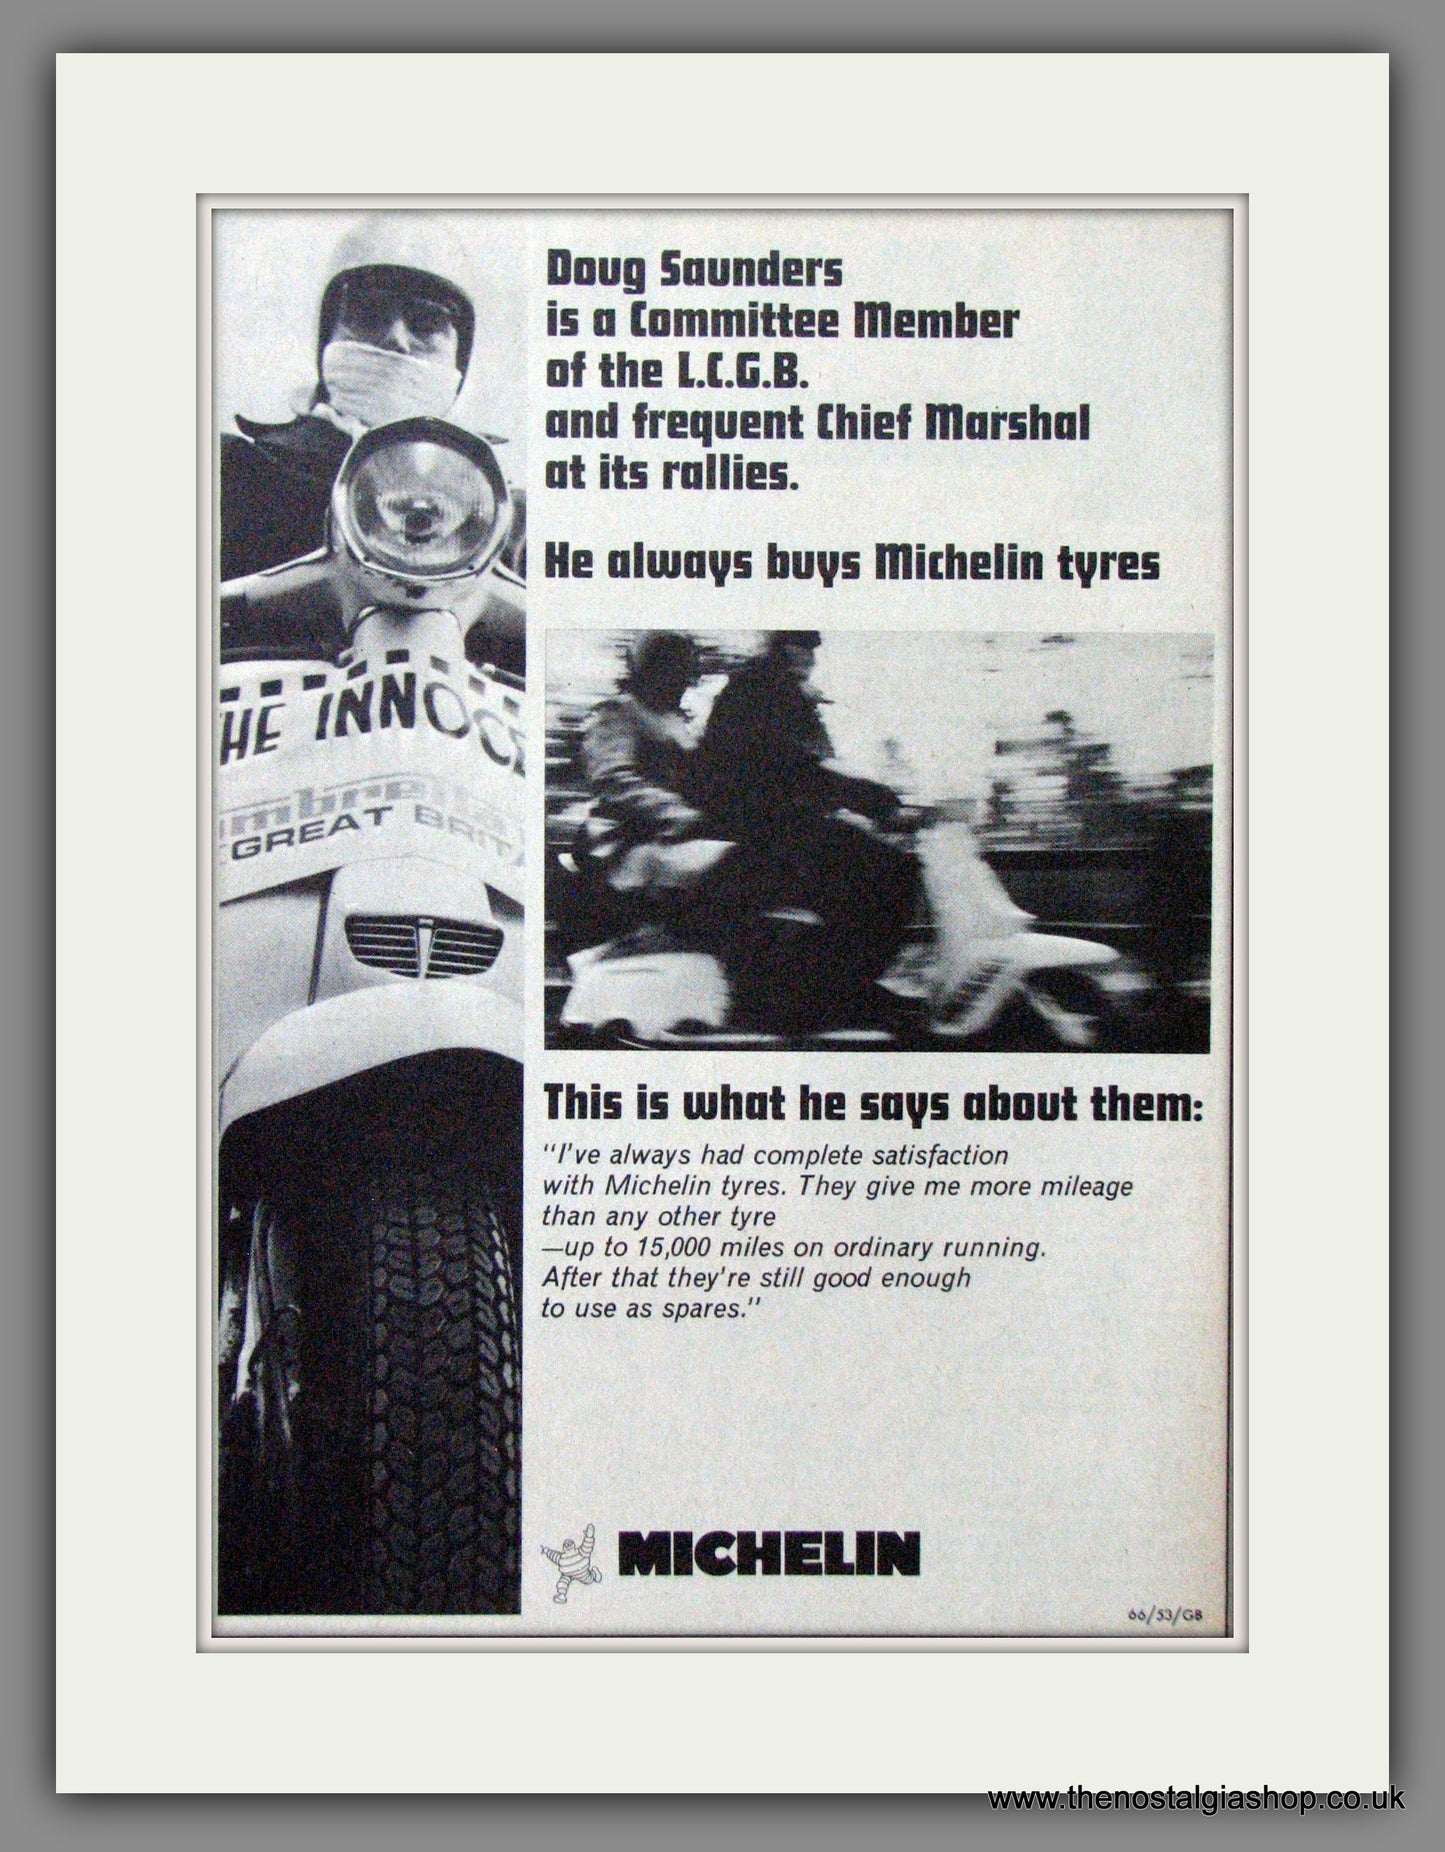 Doug Saunders
is a Committee Member
of the L.C.G.B.
and frequent Chief Marshal
at its rallies.
He always buys Michelin tyres
HE INNOC
mbretta
GREAT BRIT
This is what he says about them:
"I've always had complete satisfaction
with Michelin tyres. They give me more mileage
than any other tyre
—up to 15,000 miles on ordinary running.
After that they're still good enough
to use as spares."
MICHELIN
66/53/GB
www.thenostalgiashop.co.uk